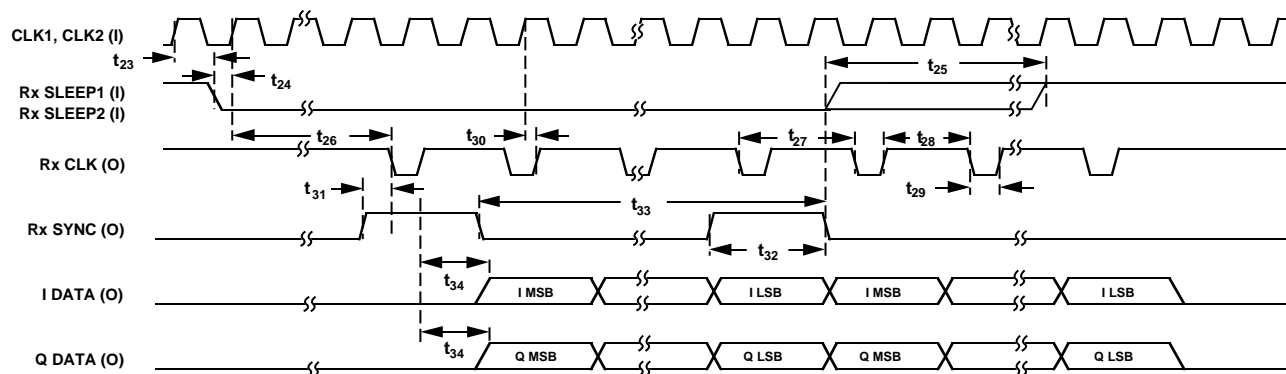 CLK1, CLK2 (I)
t23
t24
t25
Rx SLEEP1 (I)
Rx SLEEP2 (I)
t26
t30
t27
t28
Rx CLK (O)
t31
t29
t33
Rx SYNC (O)
t32
t34
I DATA (O)
I MSB
I LSB
I MSB
I LSB
t34
Q DATA (O)
Q MSB
Q LSB
Q MSB
Q LSB